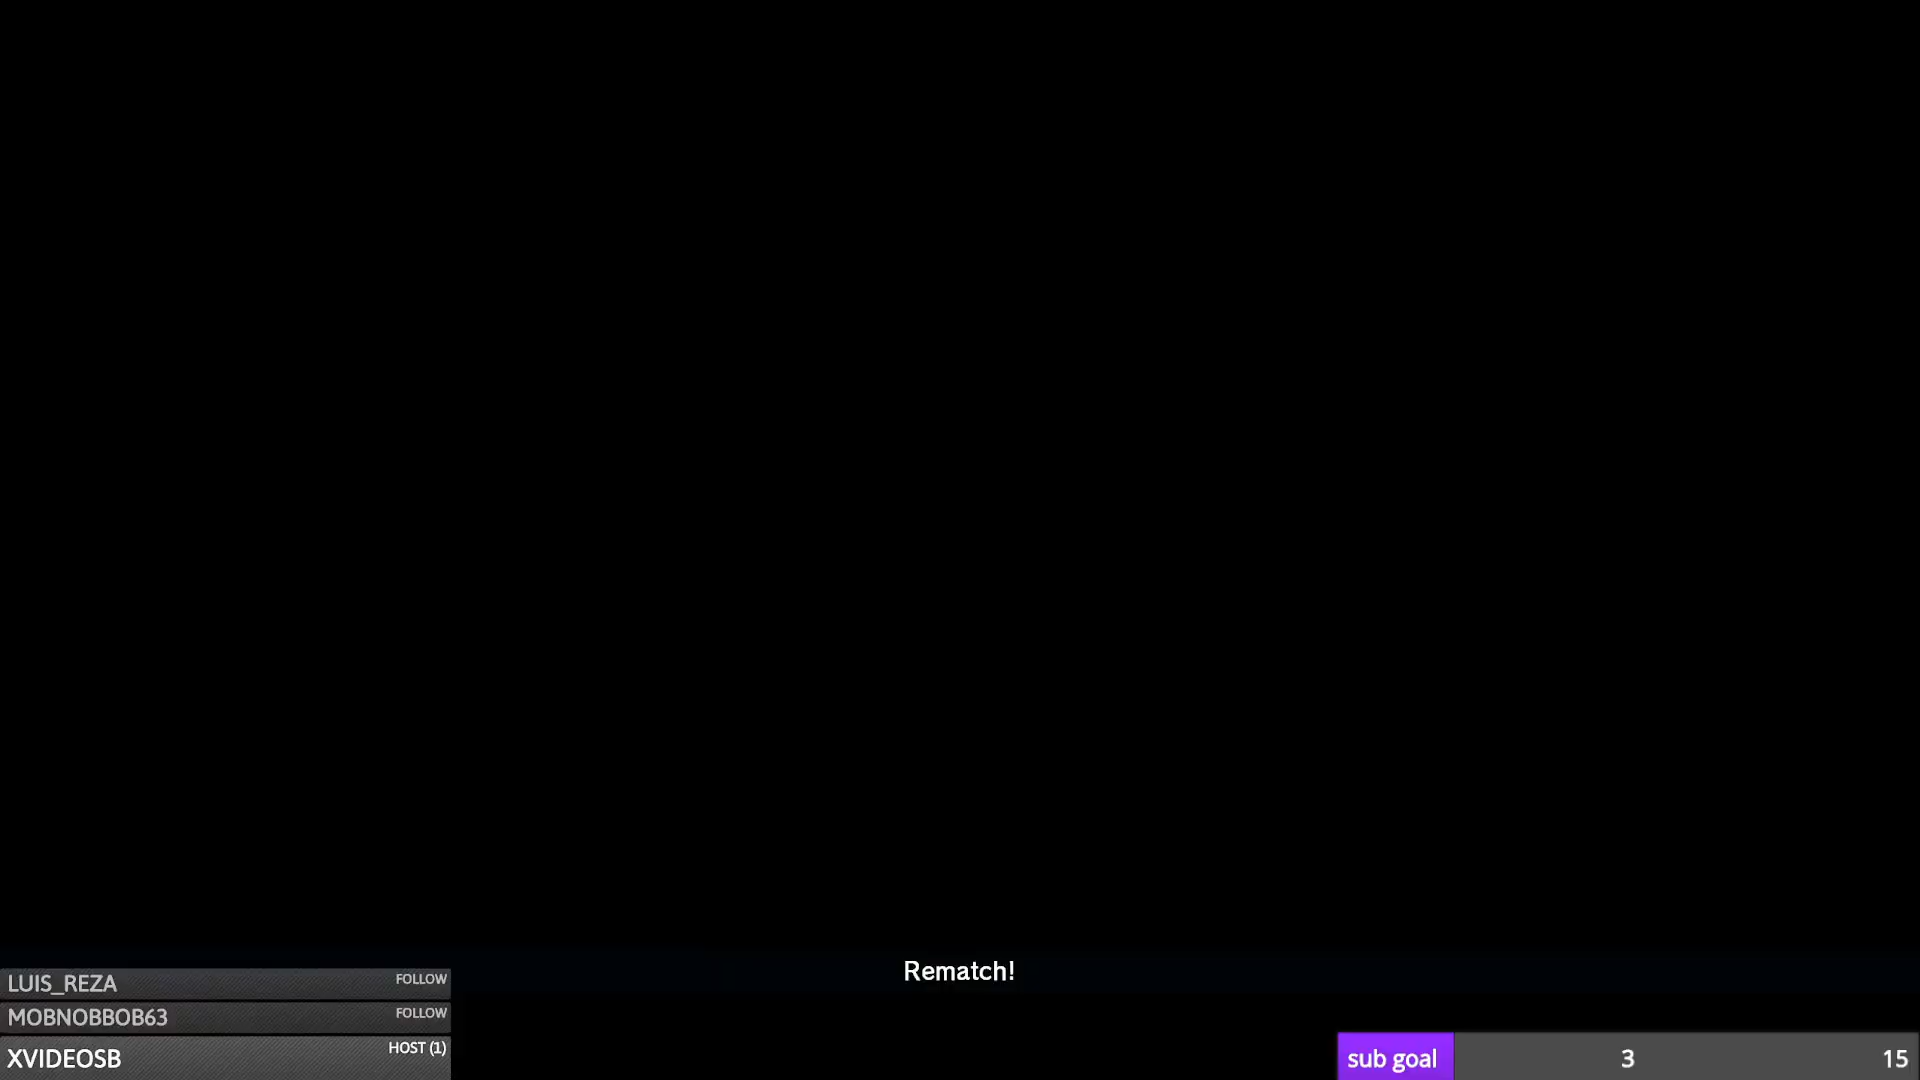 Rematch!
LUIS_REZA FOLLOW
MOBNOBBOB63 FOLLOW
XVIDEOSB HOST (1)
sub goal 3 15